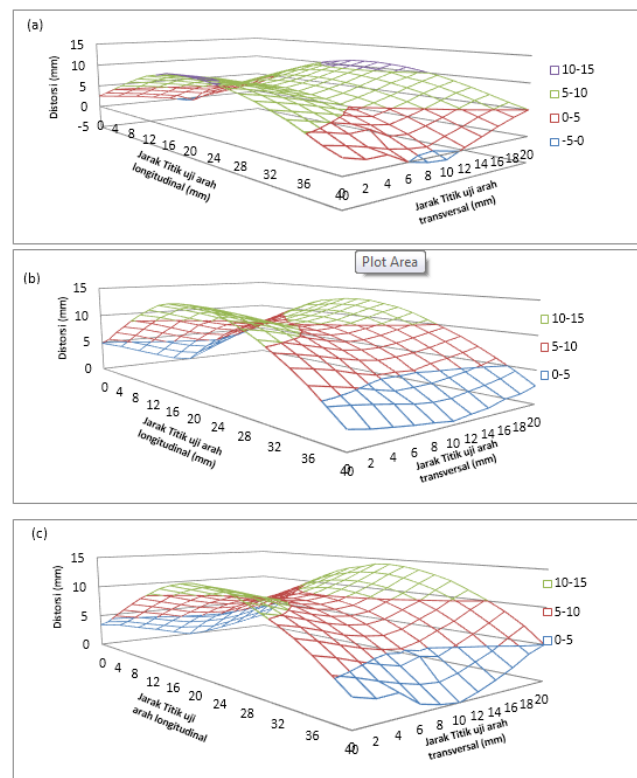 (a)
15
10
5
0
-5
Distorsi (mm)
0 4 8 12 16 20 24 28 32 36 40
Jarak Titik uji arah
longitudinal (mm)
0 2 4 6 8 10 12 14 16 18 20
Jarak Titik uji arah
transversal (mm)
10-15
5-10
0-5
-5-0
Plot Area
(b)
15
10
5
0
Distorsi (mm)
0 4 8 12 16 20 24 28 32 36 40
Jarak Titik uji arah
longitudinal (mm)
0 2 4 6 8 10 12 14 16 18 20
Jarak Titik uji arah
transversal (mm)
10-15
5-10
0-5
(c)
15
10
5
0
Distorsi (mm)
0 4 8 12 16 20 24 28 32 36 40
Jarak Titik uji
arah longitudinal
0 2 4 6 8 10 12 14 16 18 20
Jarak Titik uji arah
transversal (mm)
10-15
5-10
0-5